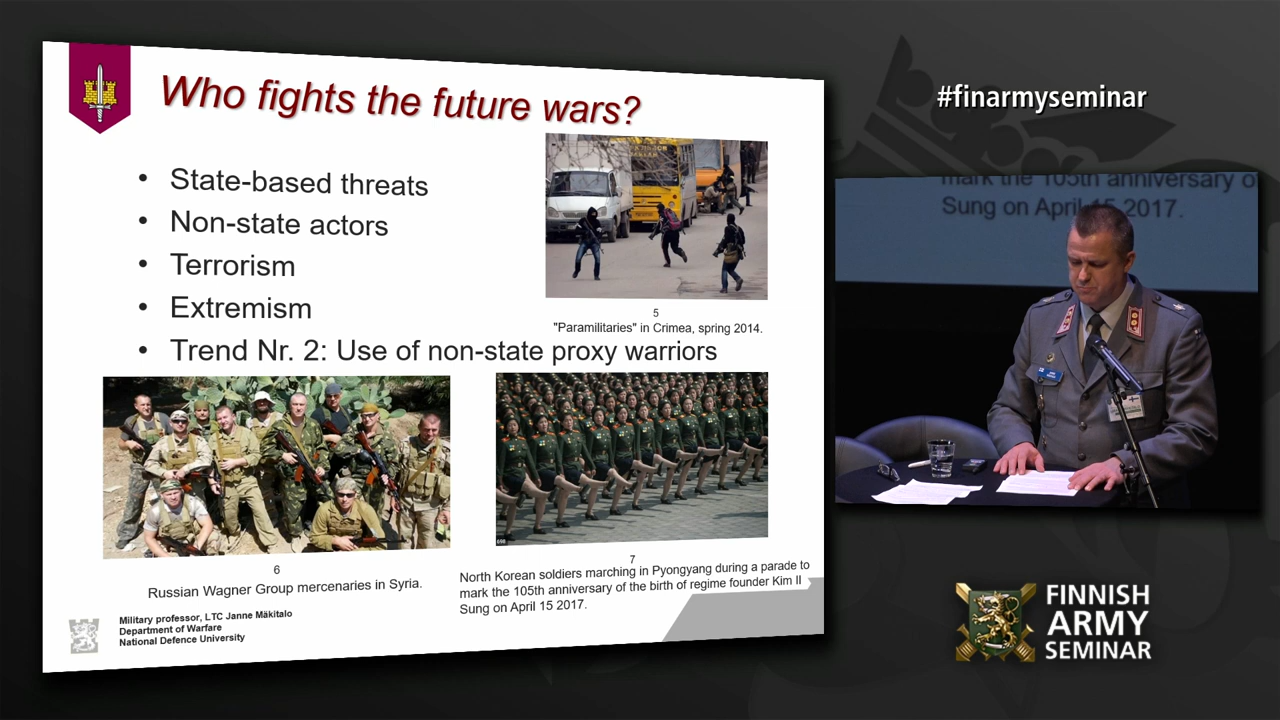 Who fights the future wars?
• State-based threats
• Non-state actors
• Terrorism
• Extremism
• Trend Nr. 2: Use of non-state proxy warriors
5
"Paramilitaries" in Crimea, spring 2014.
6
Russian Wagner Group mercenaries in Syria.
7
North Korean soldiers marching in Pyongyang during a parade to
mark the 105th anniversary of the birth of regime founder Kim Il
Sung on April 15 2017.
Military professor, LTC Janne Mäkitalo
Department of Warfare
National Defence University
#finarmyseminar
mark the 105th anniversary o
Sung on April 15 2017.
FINNISH
ARMY
SEMINAR